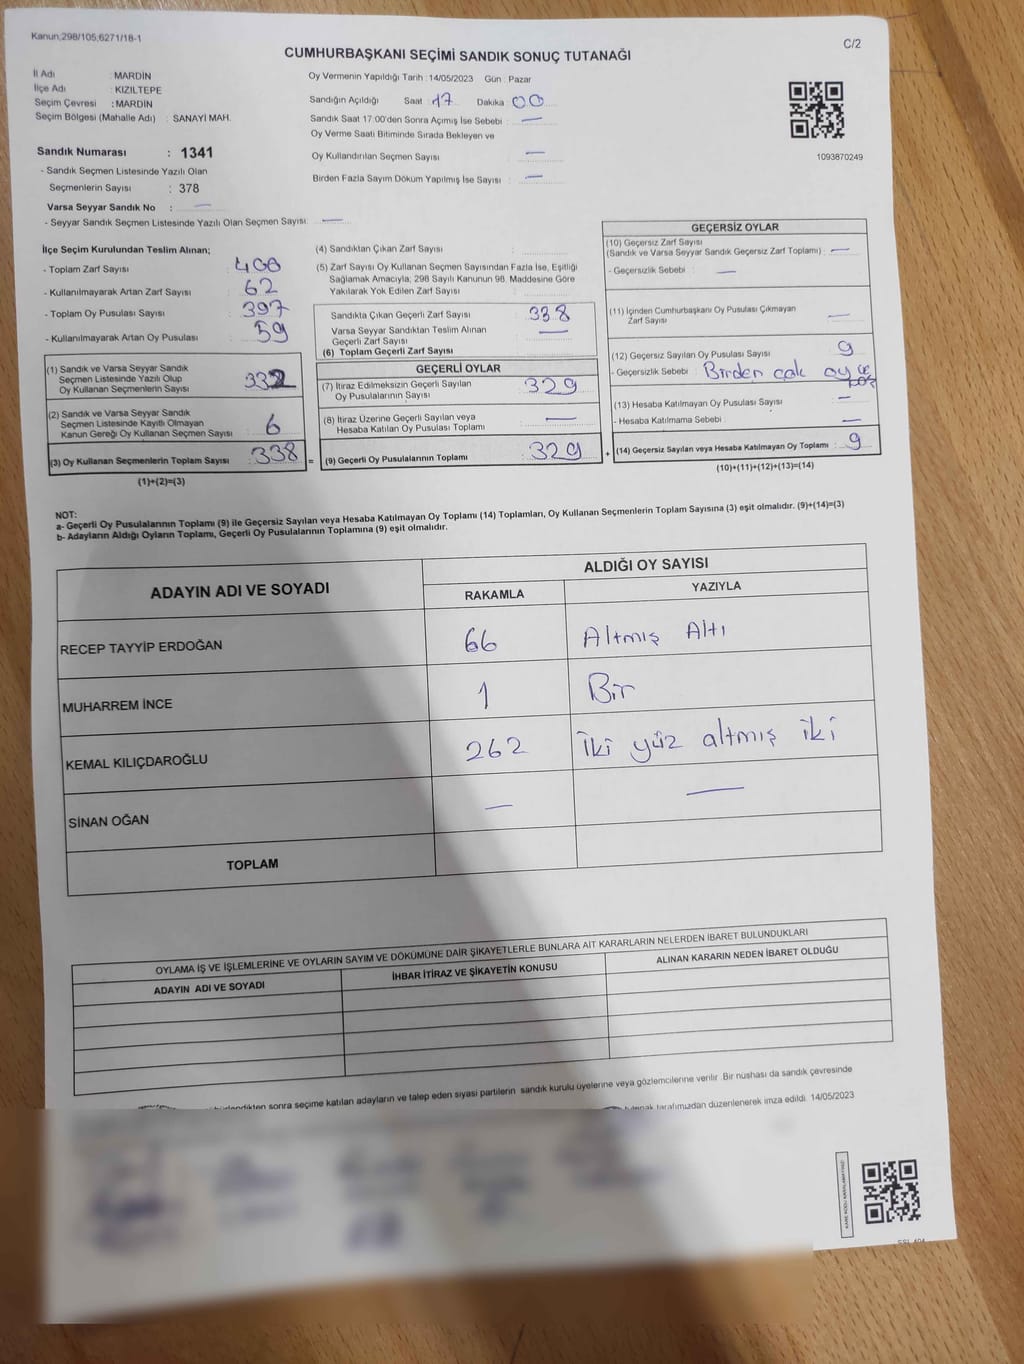 Kanun;298/105;6271/18-1
C/2
CUMHURBAŞKANI SEÇİMİ SANDIK SONUÇ TUTANAĞI
İl Adı : MARDİN
İlçe Adı : KIZILTEPE
Seçim Çevresi : MARDİN
Seçim Bölgesi (Mahalle Adı) : SANAYİ MAH.
Sandık Numarası : 1341
- Sandık Seçmen Listesinde Yazılı Olan
Seçmenlerin Sayısı : 378
Varsa Seyyar Sandık No : —
- Seyyar Sandık Seçmen Listesinde Yazılı Olan Seçmen Sayısı: —
Oy Vermenin Yapıldığı Tarih : 14/05/2023 Gün : Pazar
Sandığın Açıldığı Saat : 17 Dakika : 00
Sandık Saat 17:00'den Sonra Açımış İse Sebebi : —
Oy Verme Saati Bitiminde Sırada Bekleyen ve
Oy Kullandırılan Seçmen Sayısı —
Birden Fazla Sayım Döküm Yapılmış İse Sayısı : —
1093870249
İlçe Seçim Kurulundan Teslim Alınan;
- Toplam Zarf Sayısı : 400
- Kullanılmayarak Artan Zarf Sayısı : 62
- Toplam Oy Pusulası Sayısı : 397
- Kullanılmayarak Artan Oy Pusulası : 59
(1) Sandık ve Varsa Seyyar Sandık
Seçmen Listesinde Yazılı Olup
Oy Kullanan Seçmenlerin Sayısı : 332
(2) Sandık ve Varsa Seyyar Sandık
Seçmen Listesinde Kayıtlı Olmayan
Kanun Gereği Oy Kullanan Seçmen Sayısı : 6
(3) Oy Kullanan Seçmenlerin Toplam Sayısı : 338
(1)+(2)=(3)
(4) Sandıktan Çıkan Zarf Sayısı :
(5) Zarf Sayısı Oy Kullanan Seçmen Sayısından Fazla İse, Eşitliği
Sağlamak Amacıyla; 298 Sayılı Kanunun 98. Maddesine Göre
Yakılarak Yok Edilen Zarf Sayısı :
Sandıkta Çıkan Geçerli Zarf Sayısı : 338
Varsa Seyyar Sandıktan Teslim Alınan
Geçerli Zarf Sayısı : —
(6) Toplam Geçerli Zarf Sayısı :
GEÇERLİ OYLAR
(7) İtiraz Edilmeksizin Geçerli Sayılan
Oy Pusulasının Sayısı : 329
(8) İtiraz Üzerine Geçerli Sayılan veya
Hesaba Katılan Oy Pusulası Toplamı : —
= (9) Geçerli Oy Pusulalarının Toplamı : 329
GEÇERSİZ OYLAR
(10) Geçersiz Zarf Sayısı
(Sandık ve Varsa Seyyar Sandık Geçersiz Zarf Toplamı) : —
- Geçersizlik Sebebi : —
(11) İçinden Cumhurbaşkanı Oy Pusulası Çıkmayan
Zarf Sayısı : —
(12) Geçersiz Sayılan Oy Pusulası Sayısı : 9
- Geçersizlik Sebebi : Birden çok oy
(13) Hesaba Katılmayan Oy Pusulası Sayısı : —
- Hesaba Katılmama Sebebi : —
+ (14) Geçersiz Sayılan veya Hesaba Katılmayan Oy Toplamı : 9
(10)+(11)+(12)+(13)=(14)
NOT:
a- Geçerli Oy Pusulalarının Toplamı (9) ile Geçersiz Sayılan veya Hesaba Katılmayan Oy Toplamı (14) Toplamları, Oy Kullanan Seçmenlerin Toplam Sayısına (3) eşit olmalıdır. (9)+(14)=(3)
b- Adayların Aldığı Oyların Toplamı, Geçerli Oy Pusulalarının Toplamına (9) eşit olmalıdır.
ADAYIN ADI VE SOYADI
ALDIĞI OY SAYISI
RAKAMLA YAZIYLA
RECEP TAYYİP ERDOĞAN 66 Altmış Altı
MUHARREM İNCE 1 Bir
KEMAL KILIÇDAROĞLU 262 İki yüz altmış iki
SİNAN OĞAN — —
TOPLAM
OYLAMA İŞ VE İŞLEMLERİNE VE OYLARIN SAYIM VE DÖKÜMÜNE DAİR ŞİKAYETLERLE BUNLARA AİT KARARLARIN NELERDEN İBARET BULUNDUKLARI
ADAYIN ADI VE SOYADI İHBAR İTİRAZ VE ŞİKAYETİN KONUSU ALINAN KARARIN NEDEN İBARET OLDUĞU
sonra seçime katılan adayların ve talep eden siyasi partilerin sandık kurulu üyelerine veya gözlemcilerine verilir .Bir nüshası da sandık çevresinde
tutanak tarafımızdan düzenlenerek imza edildi. 14/05/2023
KARE KODU KARALAMAYINIZ!